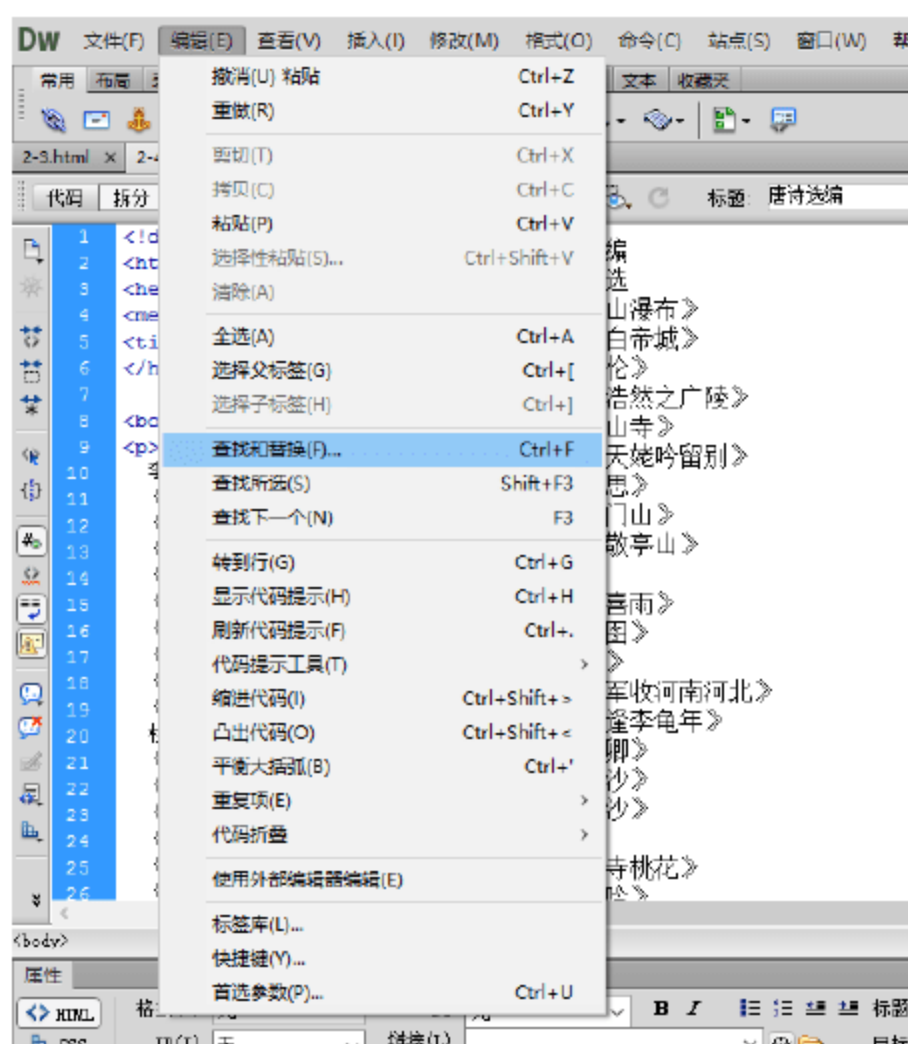 Dw 文件(F) 编辑(E) 查看(V) 插入(I) 修改(M) 格式(O) 命令(C) 站点(S) 窗口(W)
常用 布局 文本 收藏夹
2-3.html ×
代码 拆分 标题: 唐诗选编
撤消(U) 粘贴 Ctrl+Z
重做(R) Ctrl+Y
剪切(T) Ctrl+X
拷贝(C) Ctrl+C
粘贴(P) Ctrl+V
选择性粘贴(S)... Ctrl+Shift+V
清除(A)
全选(A) Ctrl+A
选择父标签(G) Ctrl+[
选择子标签(H) Ctrl+]
查找和替换(F)... Ctrl+F
查找所选(S) Shift+F3
查找下一个(N) F3
转到行(G) Ctrl+G
显示代码提示(H) Ctrl+H
刷新代码提示(F) Ctrl+.
代码提示工具(T) >
缩进代码(I) Ctrl+Shift+>
凸出代码(O) Ctrl+Shift+<
平衡大括弧(B) Ctrl+'
重复项(E) >
代码折叠 >
使用外部编辑器编辑(E)
标签库(L)...
快捷键(Y)...
首选参数(P)... Ctrl+U
1 <!d
2 <ht
3 <he
4 <me
5 <ti
6 </h
7
8 <bo
9 <p>
10
11
12
13
14
15
16
17
18
19
20
21
22
23
24
25
26
编
选
山瀑布》
白帝城》
伦》
浩然之广陵》
山寺》
天姥吟留别》
思》
门山》
敬亭山》
喜雨》
图》
》
军收河南河北》
逢李龟年》
卿》
沙》
沙》
寺桃花》
<body>
属性
<> HTML B I 标题
ID(I) 无 链接(L)